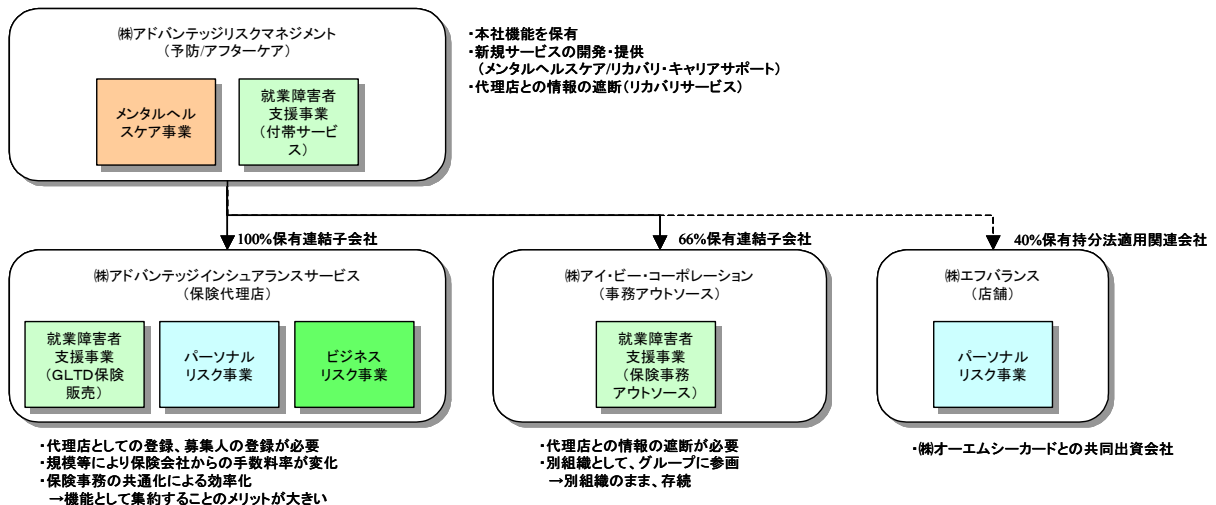 ㈱アドバンテッジリスクマネジメント
(予防/アフターケア)
メンタルヘル
スケア事業
就業障害者
支援事業
(付帯サービ
ス)
・本社機能を保有
・新規サービスの開発・提供
(メンタルヘルスケア/リカバリ・キャリアサポート)
・代理店との情報の遮断(リカバリサービス)
100%保有連結子会社
66%保有連結子会社
40%保有持分法適用関連会社
㈱アドバンテッジインシュアランスサービス
(保険代理店)
就業障害者
支援事業
(GLTD保険
販売)
パーソナル
リスク事業
ビジネス
リスク事業
・代理店としての登録、募集人の登録が必要
・規模等により保険会社からの手数料率が変化
・保険事務の共通化による効率化
→機能として集約することのメリットが大きい
㈱アイ・ビー・コーポレーション
(事務アウトソース)
就業障害者
支援事業
(保険事務
アウトソース)
・代理店との情報の遮断が必要
・別組織として、グループに参画
→別組織のまま、存続
㈱エフバランス
(店舗)
パーソナル
リスク事業
・㈱オーエムシーカードとの共同出資会社